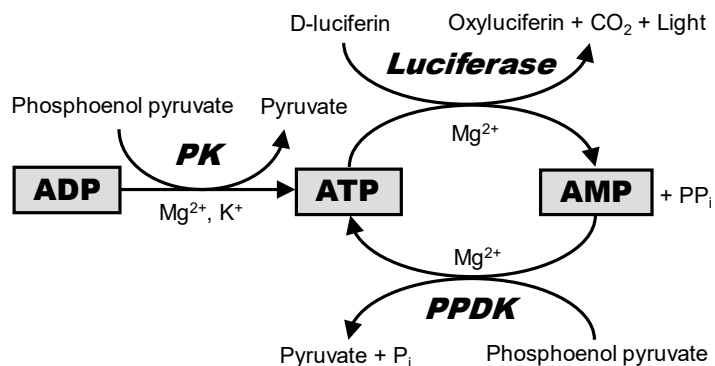 D-luciferin
Oxyluciferin + CO₂ + Light
Luciferase
Phosphoenol pyruvate
Pyruvate
PK
Mg²⁺
ADP
ATP
AMP
+ PPᵢ
Mg²⁺, K⁺
Mg²⁺
PPDK
Pyruvate + Pᵢ
Phosphoenol pyruvate